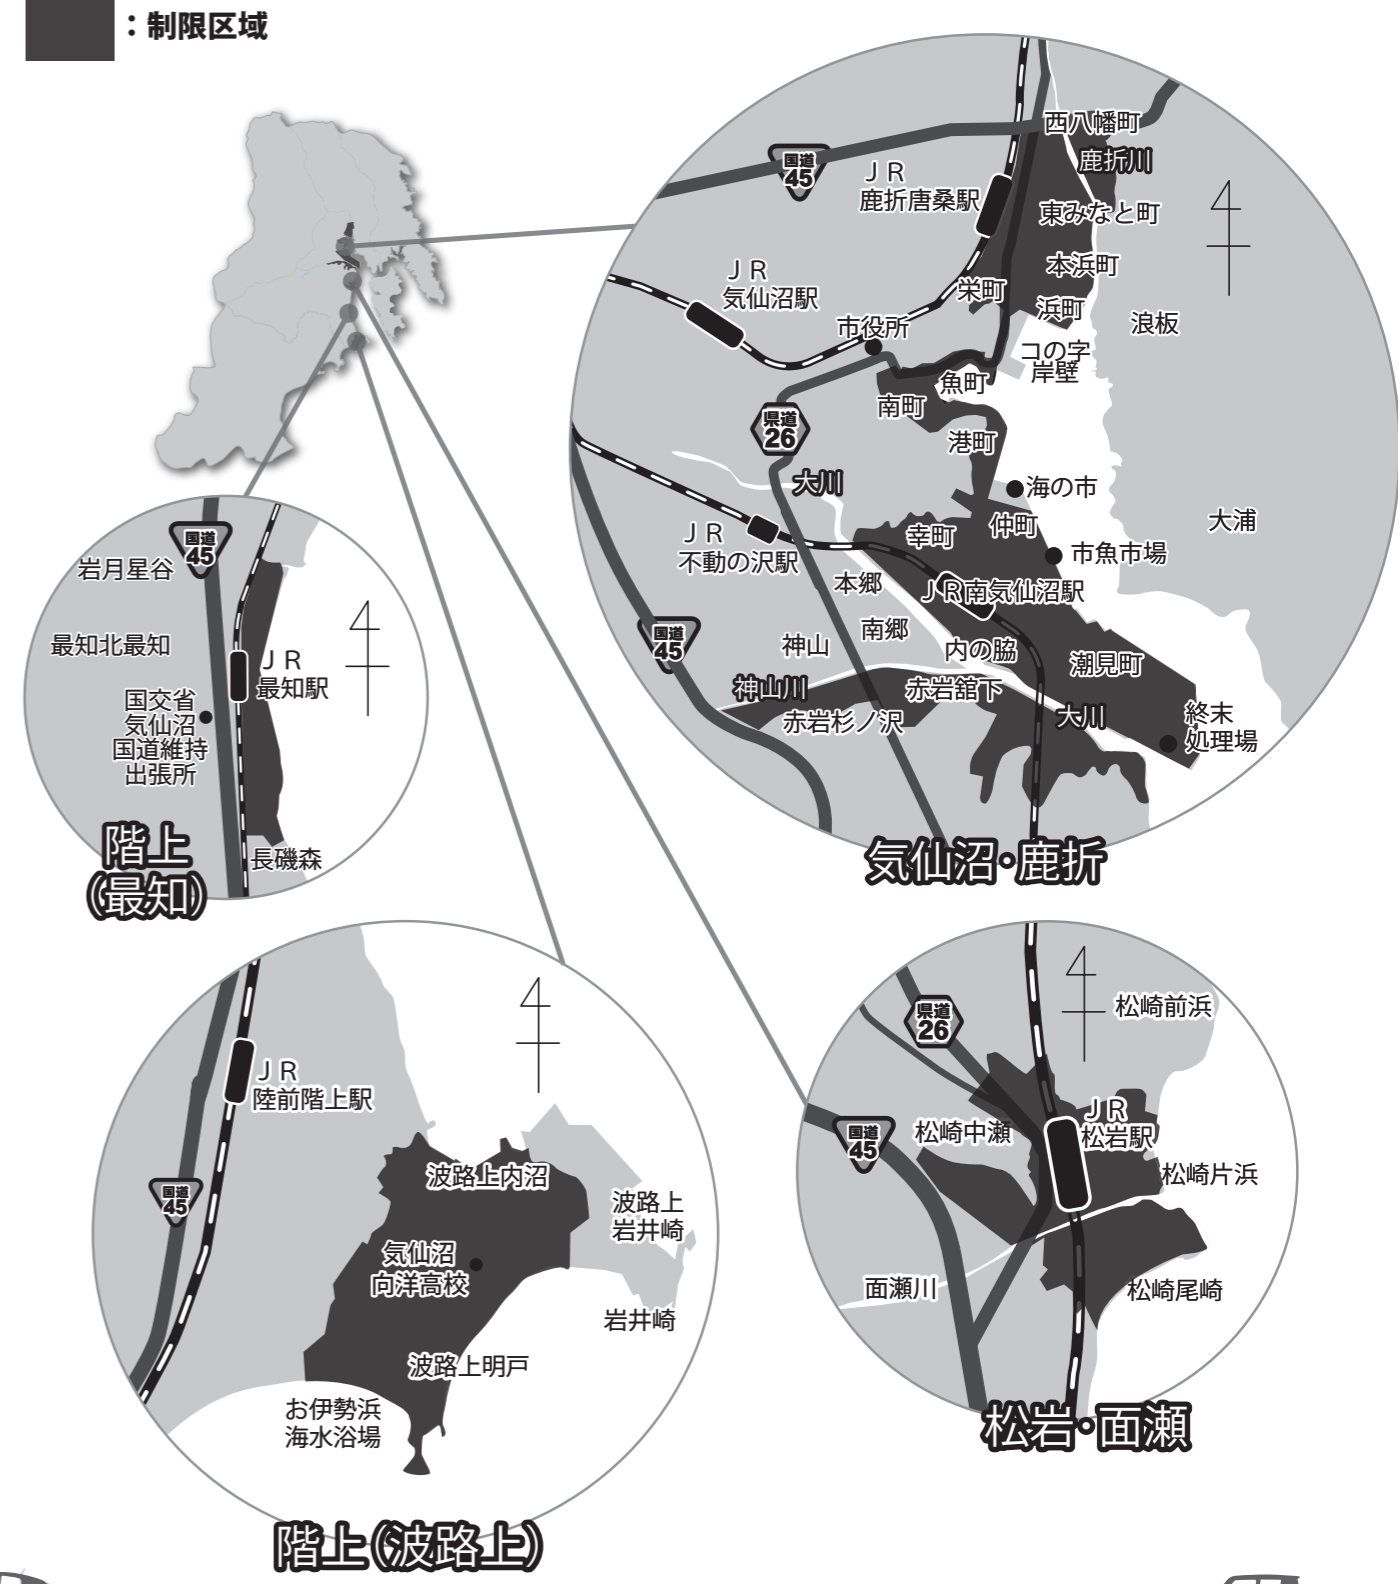 ：制限区域
西八幡町
鹿折川
国道
45
ＪＲ
鹿折唐桑駅
東みなと町
本浜町
ＪＲ
気仙沼駅
栄町
浜町
浪板
市役所
コの字
岸壁
魚町
南町
県道
26
港町
大川
海の市
大浦
ＪＲ
不動の沢駅
幸町
仲町
市魚市場
本郷
ＪＲ南気仙沼駅
国道
45
神山
南郷
内の脇
潮見町
神山川
赤岩舘下
赤岩杉ノ沢
大川
終末
処理場
気仙沼・鹿折
国道
45
岩月星谷
最知北最知
ＪＲ
最知駅
国交省
気仙沼
国道維持
出張所
長磯森
階上
（最知）
ＪＲ
陸前階上駅
国道
45
波路上内沼
波路上
岩井崎
気仙沼
向洋高校
岩井崎
波路上明戸
お伊勢浜
海水浴場
階上（波路上）
松崎前浜
県道
26
国道
45
松崎中瀬
ＪＲ
松岩駅
松崎片浜
面瀬川
松崎尾崎
松岩・面瀬